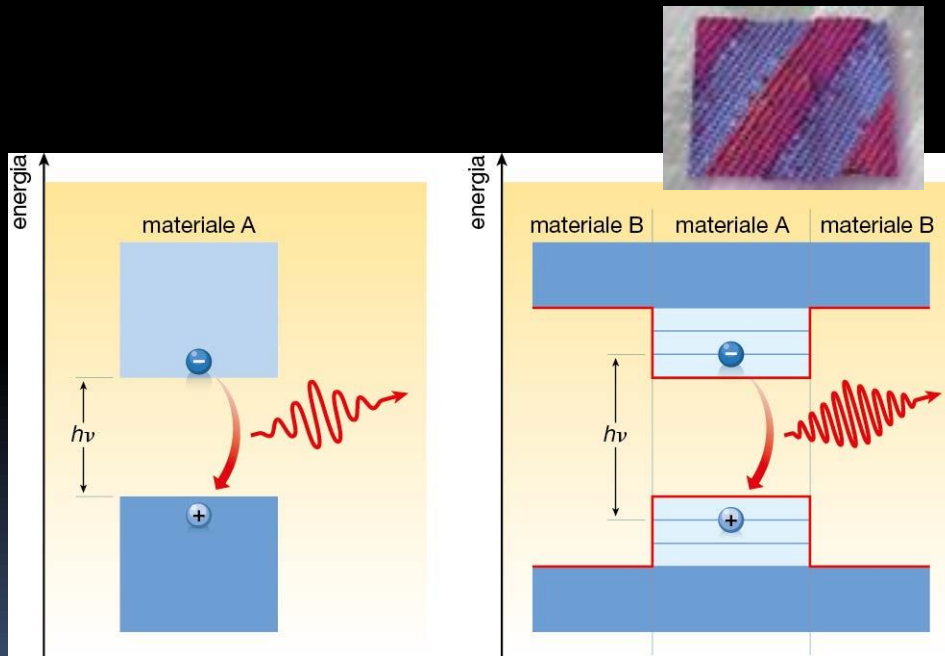 energia
materiale A
hν
−
+
energia
materiale B materiale A materiale B
hν
−
+